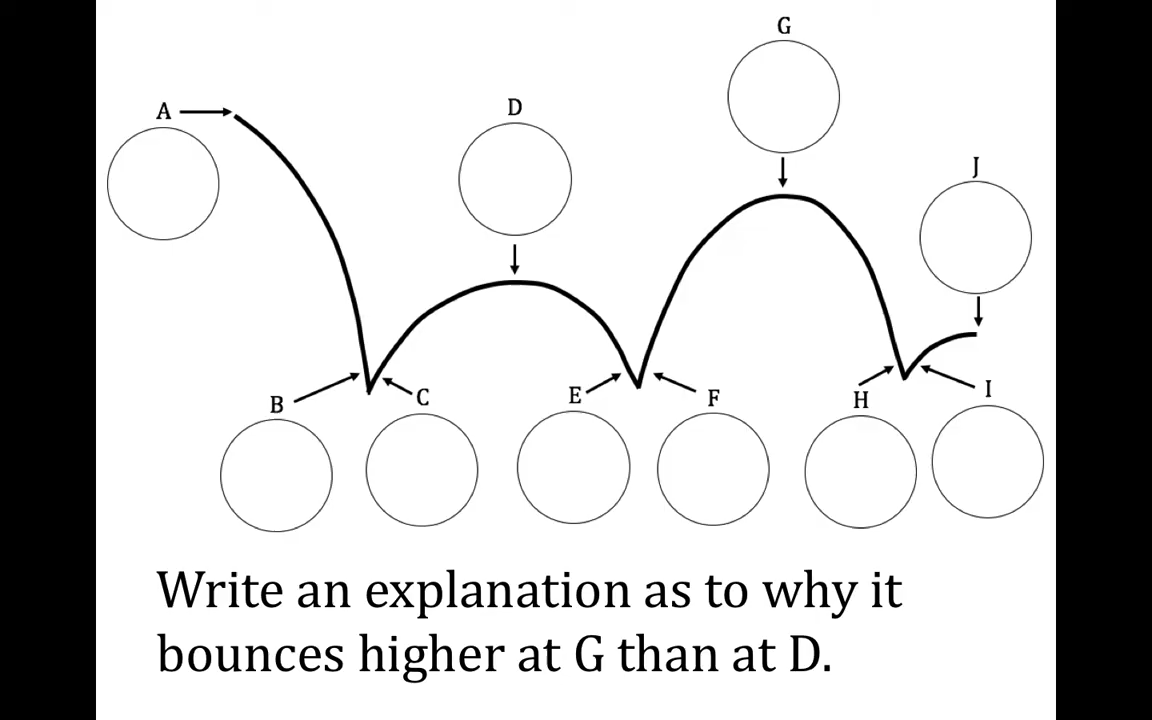 G
A
D
J
B
C
E
F
H
I
Write an explanation as to why it
bounces higher at G than at D.